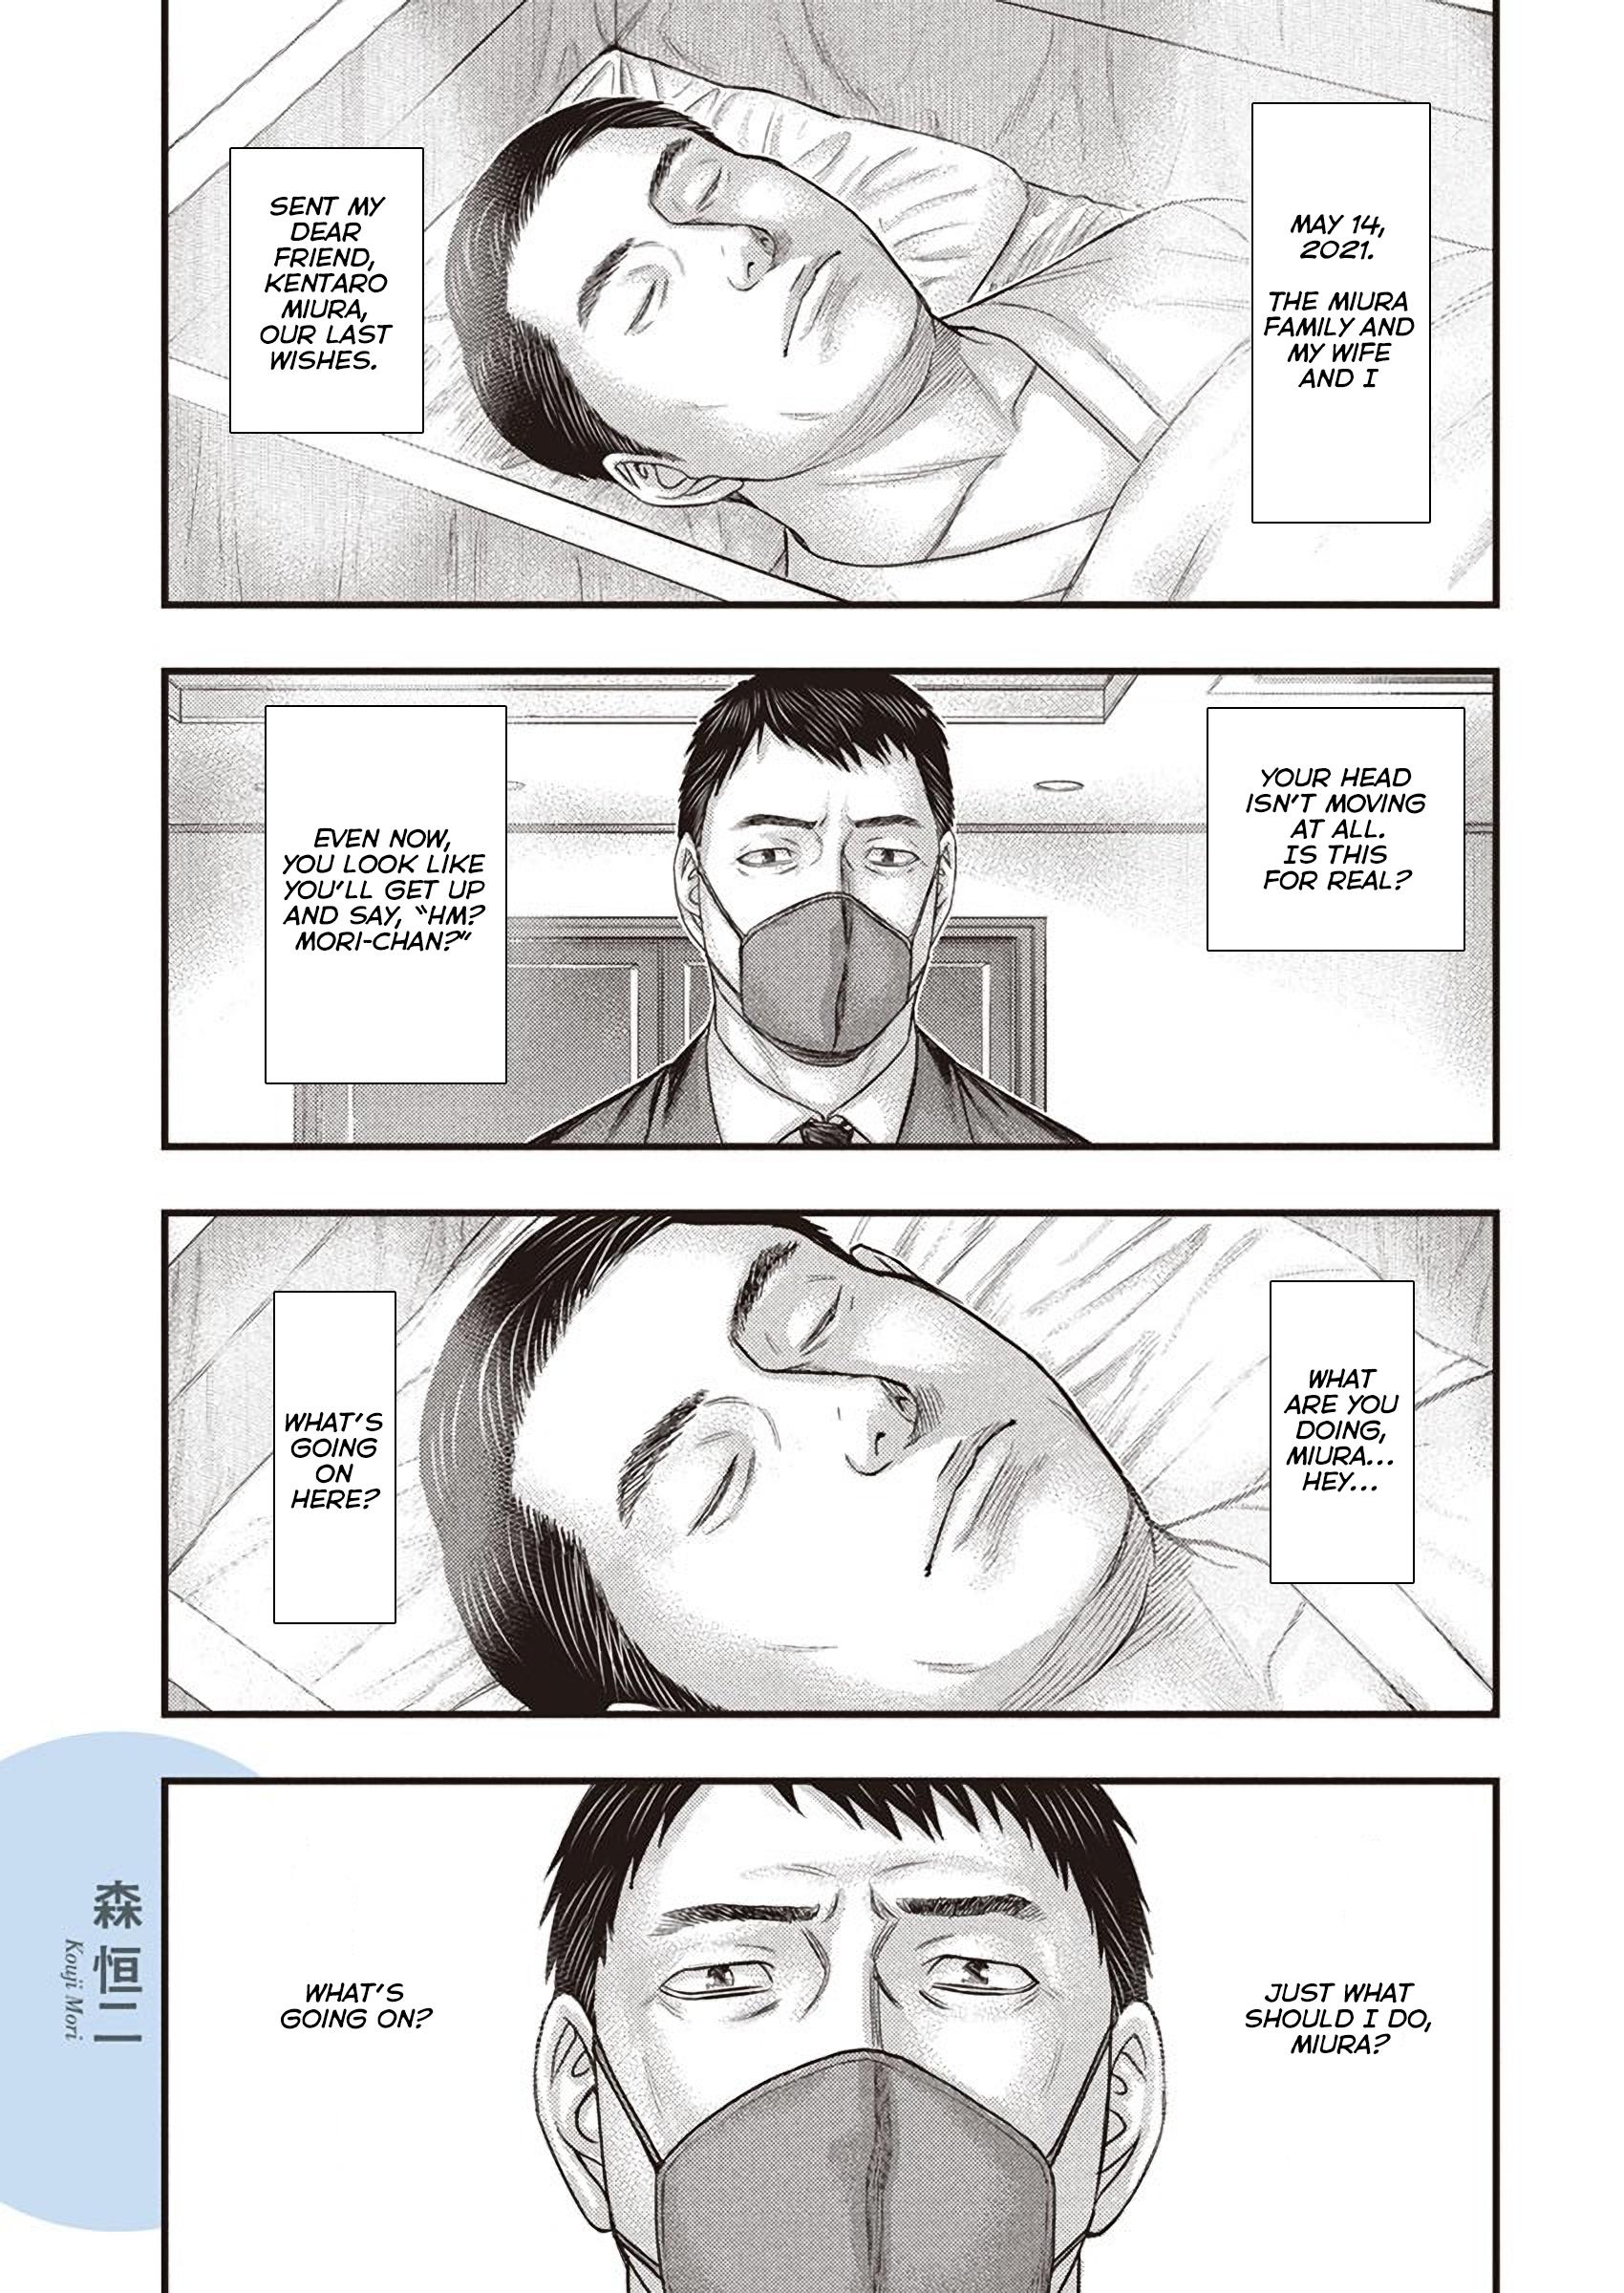 MAY 14,
2021.
THE MIURA
FAMILY AND
MY WIFE
AND I
SENT MY
DEAR
FRIEND,
KENTARO
MIURA,
OUR LAST
WISHES.
YOUR HEAD
ISN'T MOVING
AT ALL.
IS THIS
FOR REAL?
EVEN NOW,
YOU LOOK LIKE
YOU'LL GET UP
AND SAY, "HM?
MORI-CHAN?"
WHAT
ARE YOU
DOING,
MIURA...
HEY...
WHAT'S
GOING
ON
HERE?
JUST WHAT
SHOULD I DO,
MIURA?
WHAT'S
GOING ON?
森 恒二
Kouji Mori